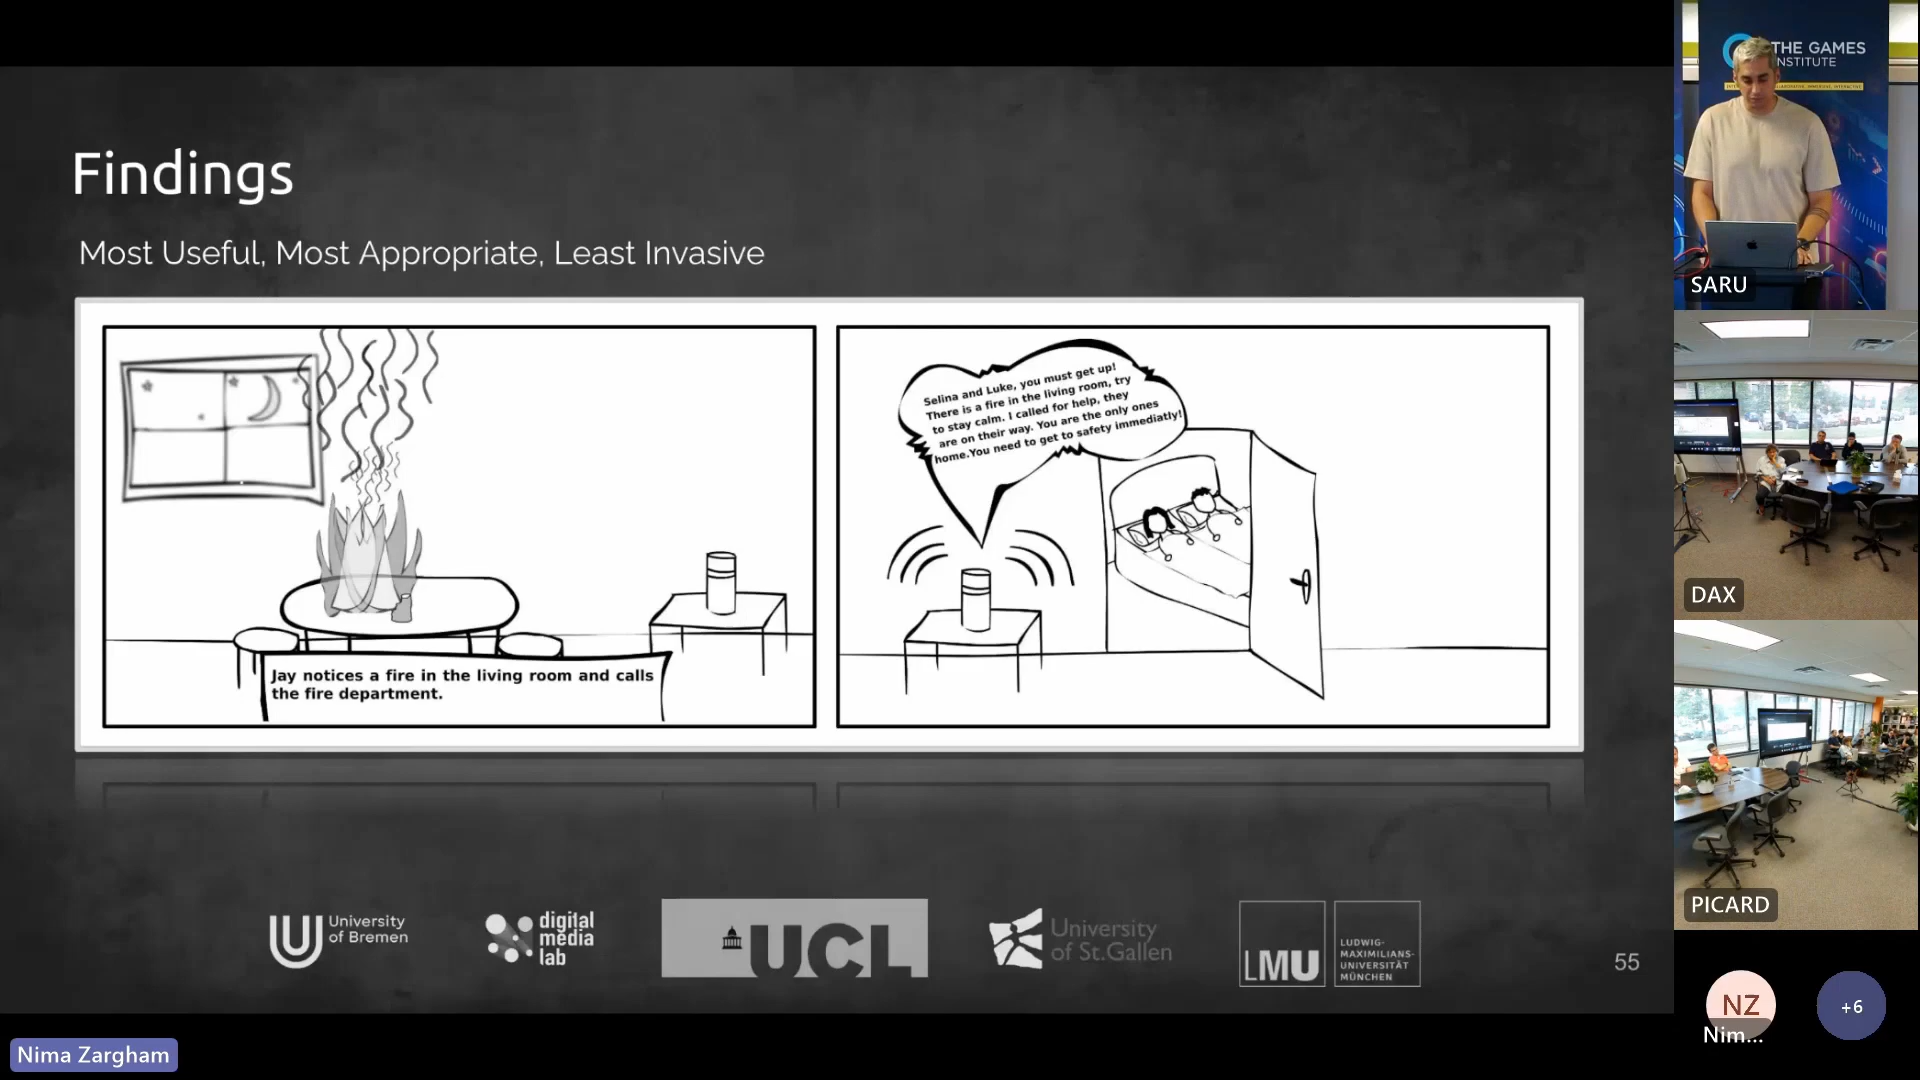 Findings
Most Useful, Most Appropriate, Least Invasive
Jay notices a fire in the living room and calls
the fire department.
Selina and Luke, you must get up!
There is a fire in the living room, try
to stay calm. I called for help, they
are on their way. You are the only ones
home.You need to get to safety immediatly!
University
of Bremen
digital
media
lab
UCL
University
of St.Gallen
LMU
LUDWIG-
MAXIMILIANS-
UNIVERSITÄT
MÜNCHEN
55
Nima Zargham
THE GAMES
INSTITUTE
SARU
DAX
PICARD
NZ
Nim...
+6